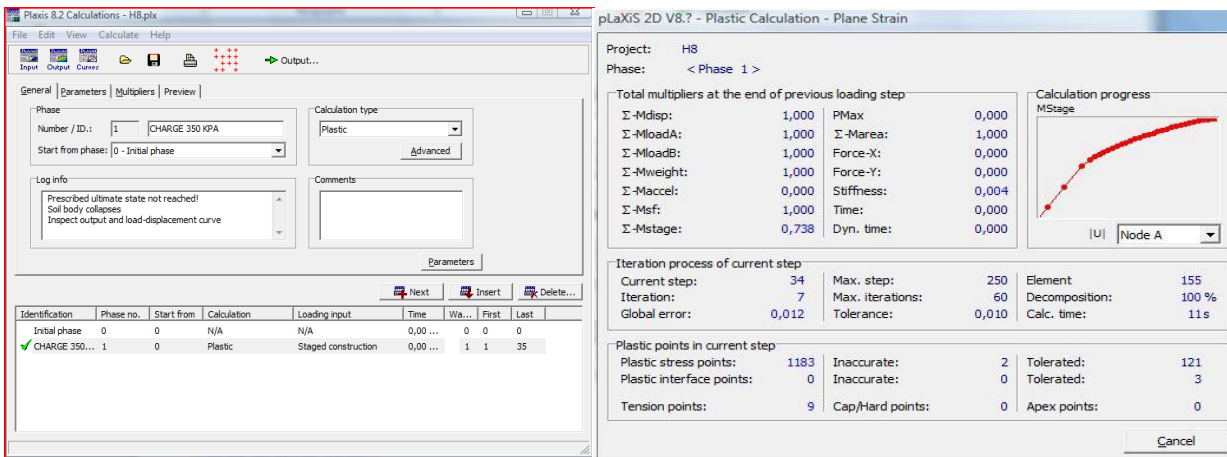 Plaxis 8.2 Calculations - H8.plx
File Edit View Calculate Help
Input Output Curves Output...
General Parameters Multipliers Preview
Phase
Number / ID.: 1 CHARGE 350 KPA
Start from phase: 0 - Initial phase
Calculation type
Plastic
Advanced
Log info
Prescribed ultimate state not reached!
Soil body collapses
Inspect output and load-displacement curve
Comments
Parameters
Next Insert Delete...
Identification Phase no. Start from Calculation Loading input Time Wa... First Last
Initial phase 0 0 N/A N/A 0,00 ... 0 0 0
CHARGE 350... 1 0 Plastic Staged construction 0,00 ... 1 1 35
pLaXiS 2D V8.? - Plastic Calculation - Plane Strain
Project: H8
Phase: < Phase 1 >
Total multipliers at the end of previous loading step
Σ-Mdisp: 1,000 PMax 0,000
Σ-MloadA: 1,000 Σ-Marea: 1,000
Σ-MloadB: 1,000 Force-X: 0,000
Σ-Mweight: 1,000 Force-Y: 0,000
Σ-Maccel: 0,000 Stiffness: 0,004
Σ-Msf: 1,000 Time: 0,000
Σ-Mstage: 0,738 Dyn. time: 0,000
Calculation progress
MStage
|U| Node A
Iteration process of current step
Current step: 34 Max. step: 250 Element 155
Iteration: 7 Max. iterations: 60 Decomposition: 100 %
Global error: 0,012 Tolerance: 0,010 Calc. time: 11 s
Plastic points in current step
Plastic stress points: 1183 Inaccurate: 2 Tolerated: 121
Plastic interface points: 0 Inaccurate: 0 Tolerated: 3
Tension points: 9 Cap/Hard points: 0 Apex points: 0
Cancel